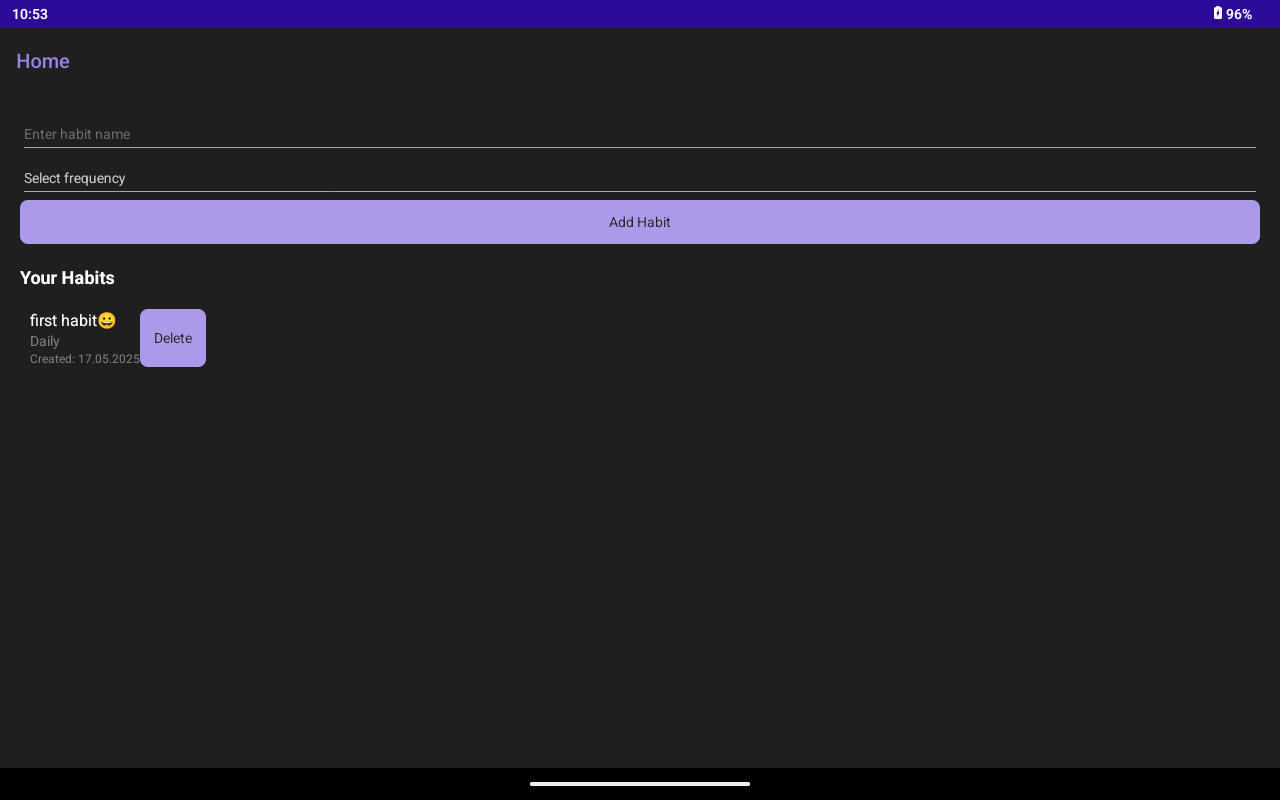 10:53
96%
Home
Enter habit name
Select frequency
Add Habit
Your Habits
first habit😀
Daily
Created: 17.05.2025
Delete